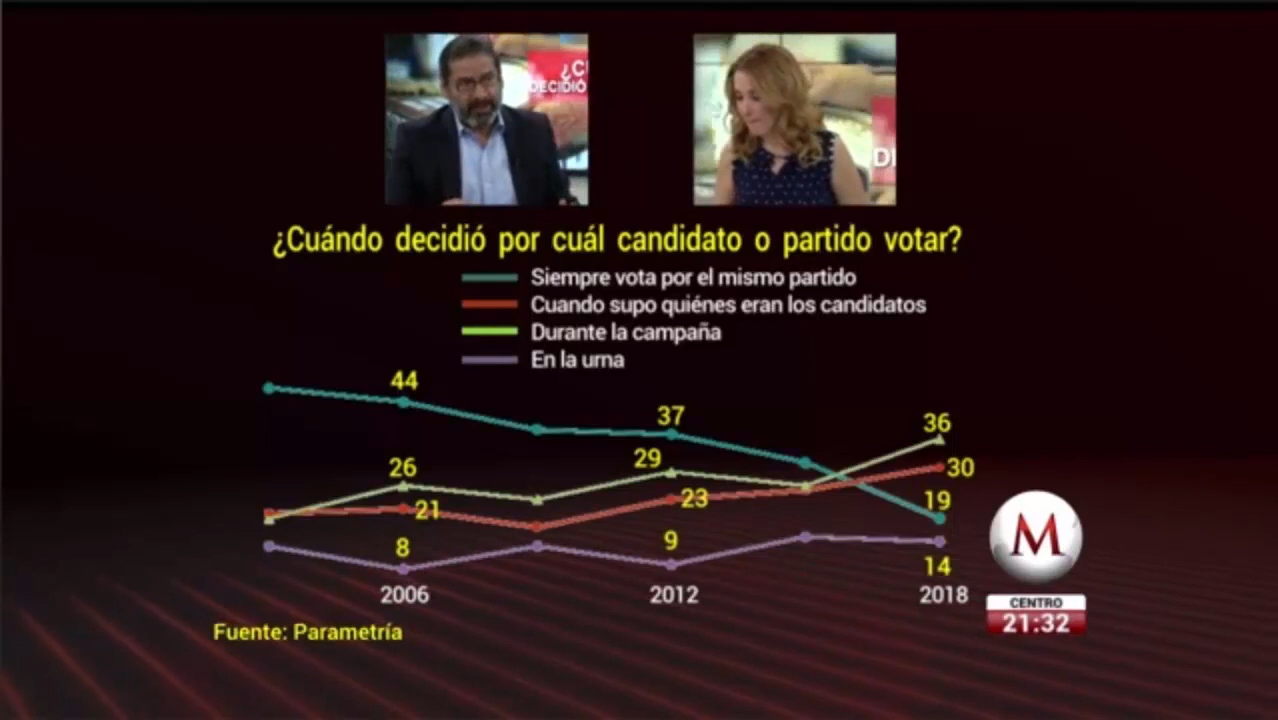 ¿C
DECIDIÓ
DI
¿Cuándo decidió por cuál candidato o partido votar?
Siempre vota por el mismo partido
Cuando supo quiénes eran los candidatos
Durante la campaña
En la urna
44
37
36
26
29
30
21
23
19
8
9
14
2006
2012
2018
M
CENTRO
21:32
Fuente: Parametría